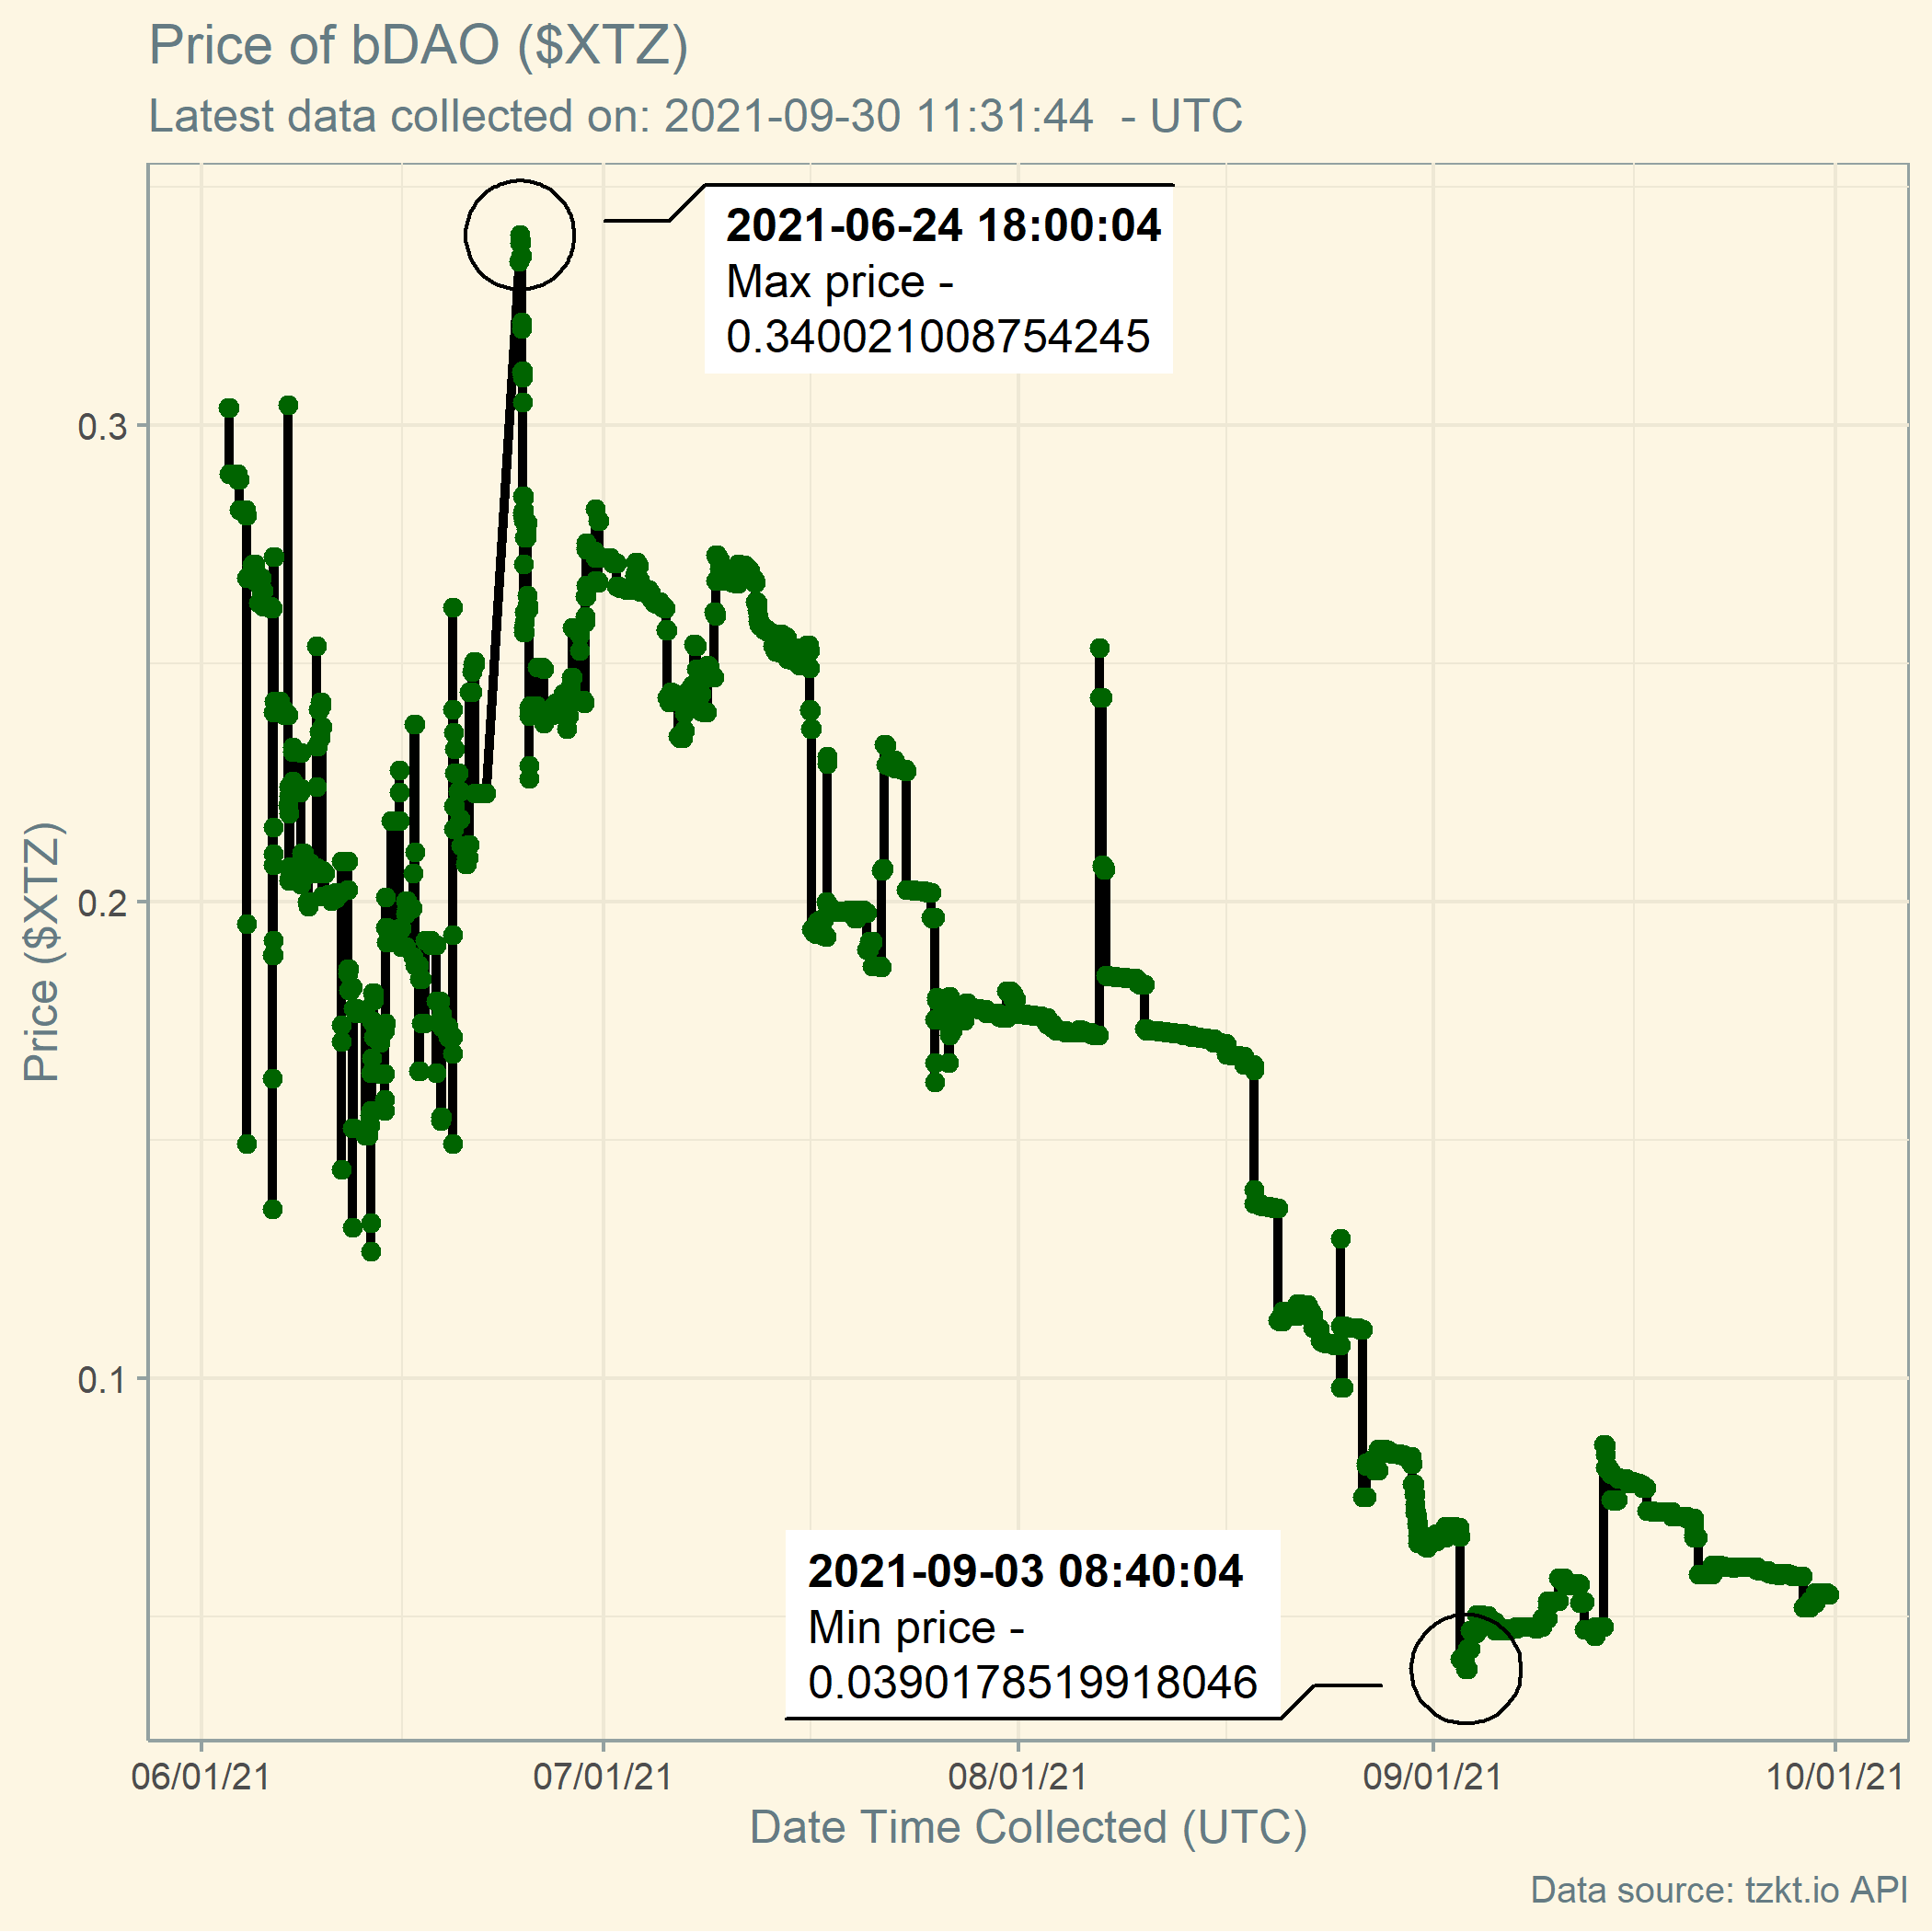 Price of bDAO ($XTZ)
Latest data collected on: 2021-09-30 11:31:44  - UTC
2021-06-24 18:00:04
Max price -
0.340021008754245
0.3
0.2
0.1
Price ($XTZ)
2021-09-03 08:40:04
Min price -
0.0390178519918046
06/01/21
07/01/21
08/01/21
09/01/21
10/01/21
Date Time Collected (UTC)
Data source: tzkt.io API